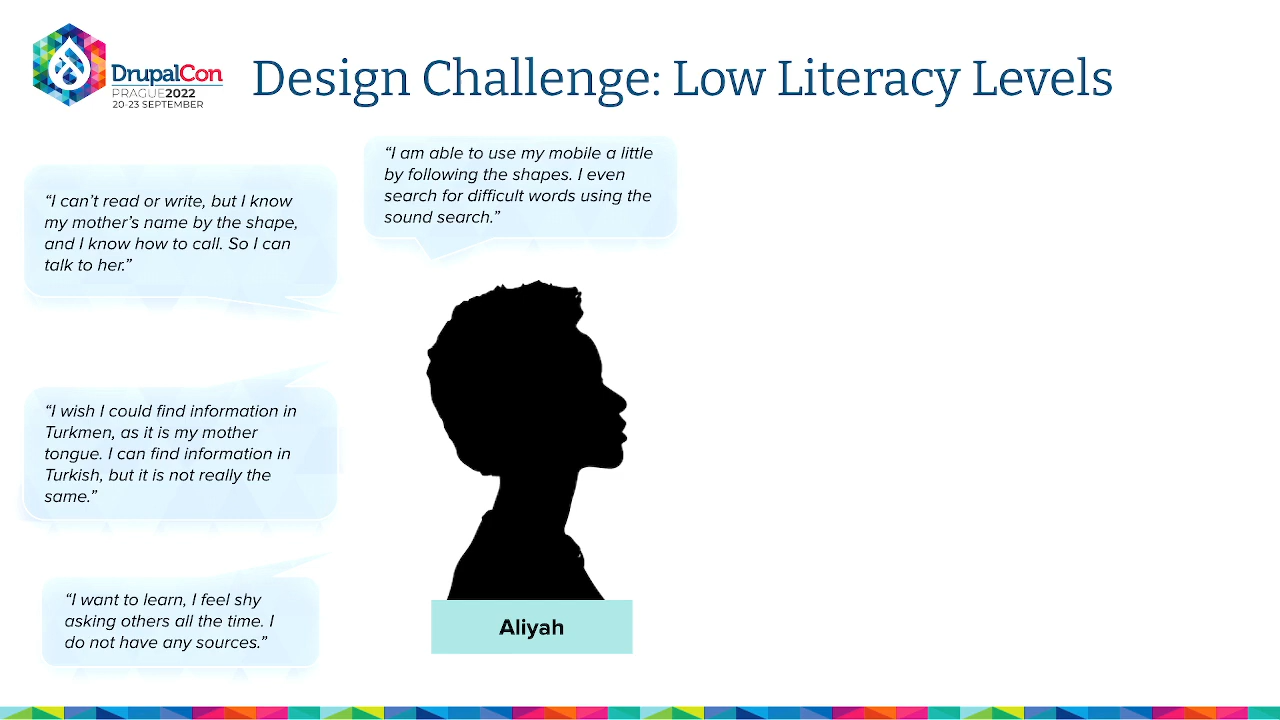 DrupalCon
PRAGUE2022
20-23 SEPTEMBER
Design Challenge: Low Literacy Levels
“I can’t read or write, but I know
my mother’s name by the shape,
and I know how to call. So I can
talk to her.”
“I am able to use my mobile a little
by following the shapes. I even
search for difficult words using the
sound search.”
“I wish I could find information in
Turkmen, as it is my mother
tongue. I can find information in
Turkish, but it is not really the
same.”
“I want to learn, I feel shy
asking others all the time. I
do not have any sources.”
Aliyah